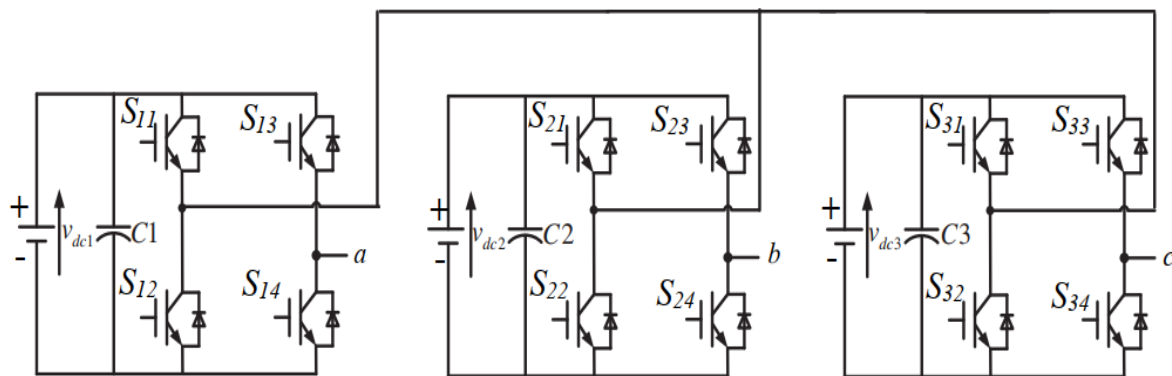 S11 S13
+ vdc1 C1 a
-
S12 S14
S21 S23
+ vdc2 C2 b
-
S22 S24
S31 S33
+ vdc3 C3 c
-
S32 S34